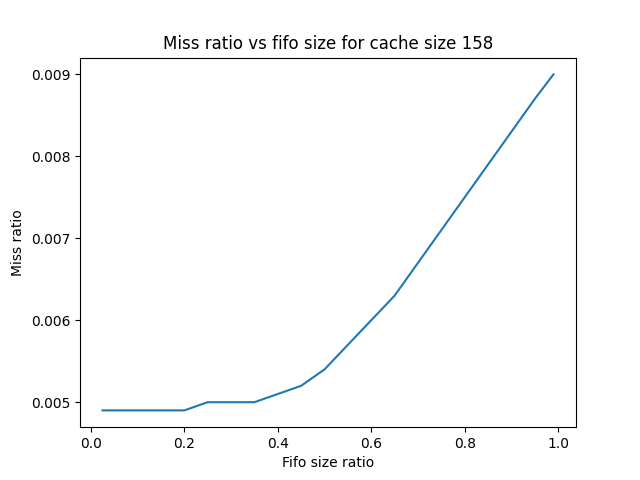 Miss ratio vs fifo size for cache size 158
0.009
0.008
0.007
0.006
0.005
Miss ratio
0.0 0.2 0.4 0.6 0.8 1.0
Fifo size ratio